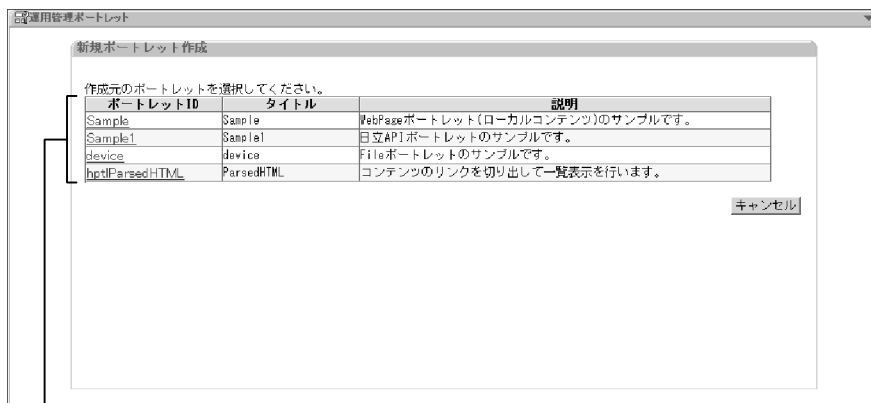 運用管理ポートレット
新規ポートレット作成
作成元のポートレットを選択してください。
ポートレットID タイトル 説明
Sample Sample WebPageポートレット(ローカルコンテンツ)のサンプルです。
Sample1 Sample1 日立APIポートレットのサンプルです。
device device Fileポートレットのサンプルです。
hptlParsedHTML ParsedHTML コンテンツのリンクを切り出して一覧表示を行います。
キャンセル